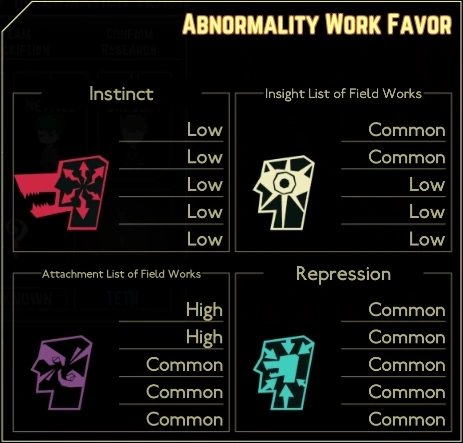 ABNORMALITY WORK FAVOR
Instinct
Low
Low
Low
Low
Low
Insight List of Field Works
Common
Common
Low
Low
Low
Attachment List of Field Works
High
High
Common
Common
Common
Repression
Common
Common
Common
Common
Common